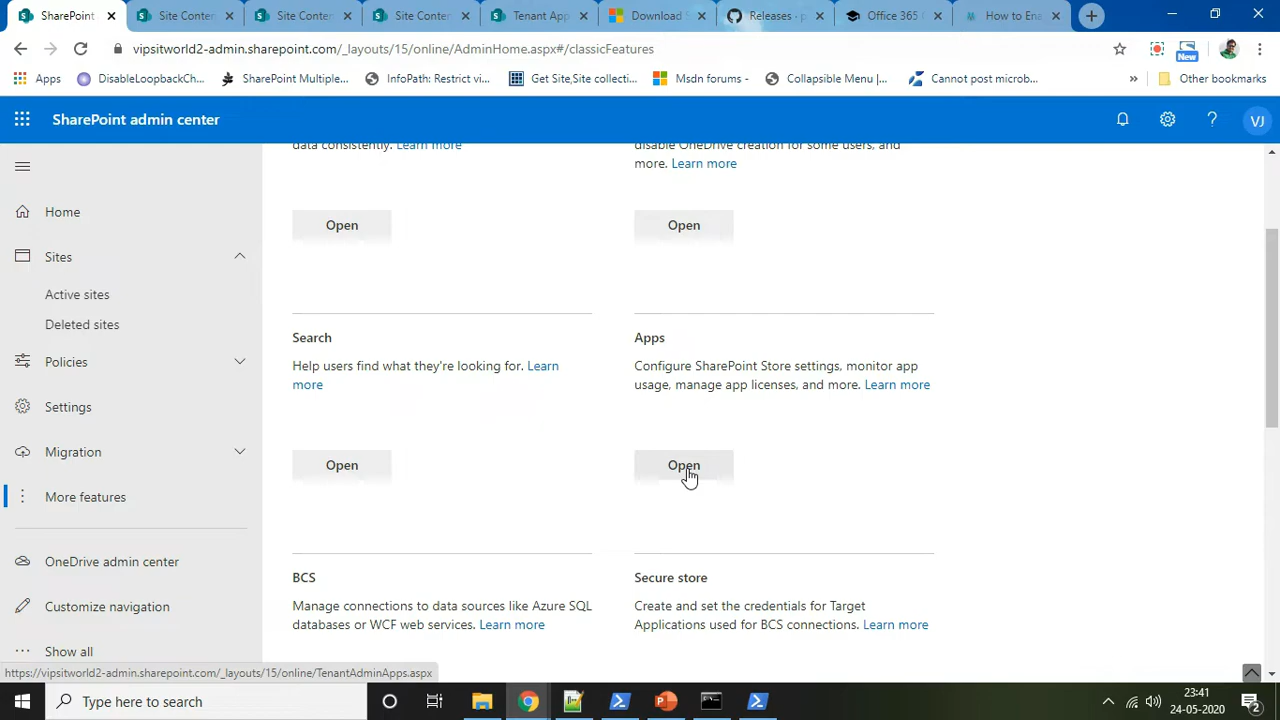 SharePoint
Site Conten
Site Conten
Site Conten
Tenant App
Download S
Releases - p
Office 365 E
How to Ena
vipsitworld2-admin.sharepoint.com/_layouts/15/online/AdminHome.aspx#/classicFeatures
New
Apps
DisableLoopbackCh...
SharePoint Multiple...
InfoPath: Restrict vi...
Get Site,Site collecti...
Msdn forums -
Collapsible Menu |...
Cannot post microb...
»
Other bookmarks
SharePoint admin center
VJ
Home
Sites
Active sites
Deleted sites
Policies
Settings
Migration
More features
OneDrive admin center
Customize navigation
Show all
data consistently. Learn more
disable OneDrive creation for some users, and
more. Learn more
Open
Open
Search
Help users find what they're looking for. Learn
more
Open
Apps
Configure SharePoint Store settings, monitor app
usage, manage app licenses, and more. Learn more
Open
BCS
Manage connections to data sources like Azure SQL
databases or WCF web services. Learn more
Secure store
Create and set the credentials for Target
Applications used for BCS connections. Learn more
https://vipsitworld2-admin.sharepoint.com/_layouts/15/online/TenantAdminApps.aspx
Type here to search
23:41
24-05-2020
2